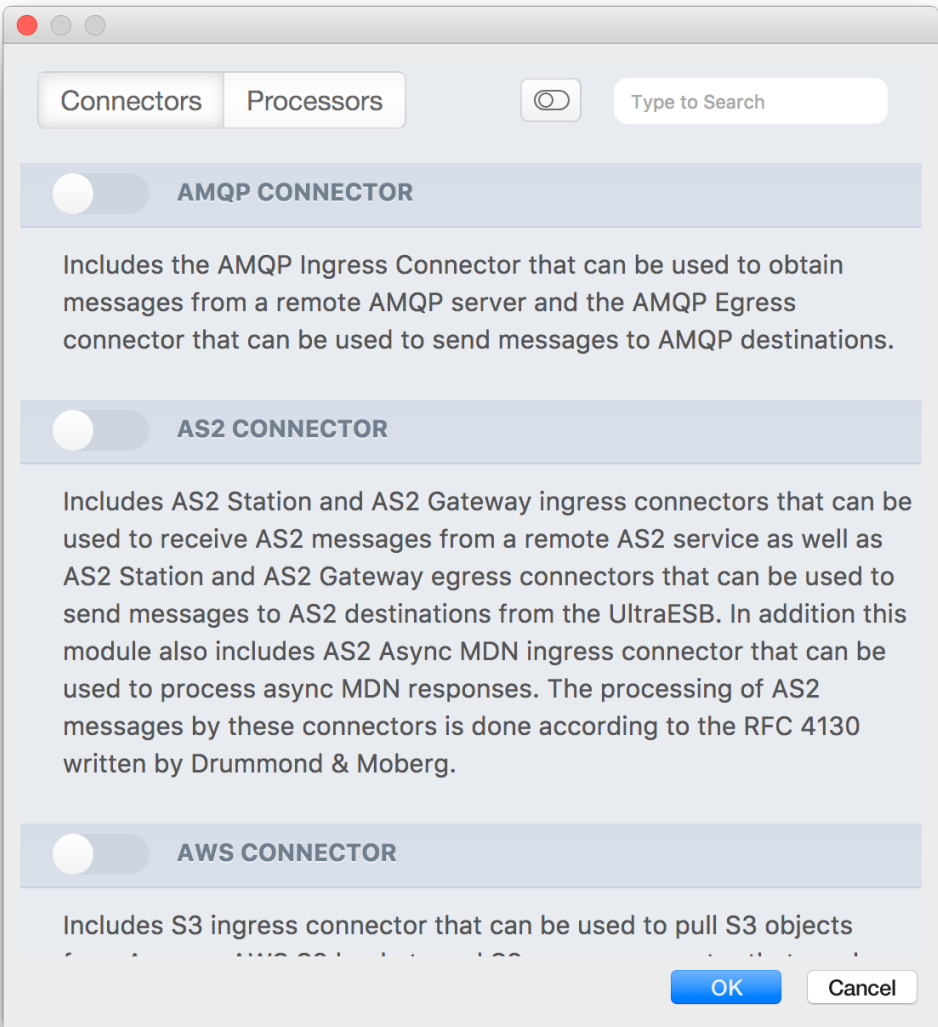 Connectors Processors Type to Search
AMQP CONNECTOR
Includes the AMQP Ingress Connector that can be used to obtain
messages from a remote AMQP server and the AMQP Egress
connector that can be used to send messages to AMQP destinations.
AS2 CONNECTOR
Includes AS2 Station and AS2 Gateway ingress connectors that can be
used to receive AS2 messages from a remote AS2 service as well as
AS2 Station and AS2 Gateway egress connectors that can be used to
send messages to AS2 destinations from the UltraESB. In addition this
module also includes AS2 Async MDN ingress connector that can be
used to process async MDN responses. The processing of AS2
messages by these connectors is done according to the RFC 4130
written by Drummond & Moberg.
AWS CONNECTOR
Includes S3 ingress connector that can be used to pull S3 objects
OK Cancel